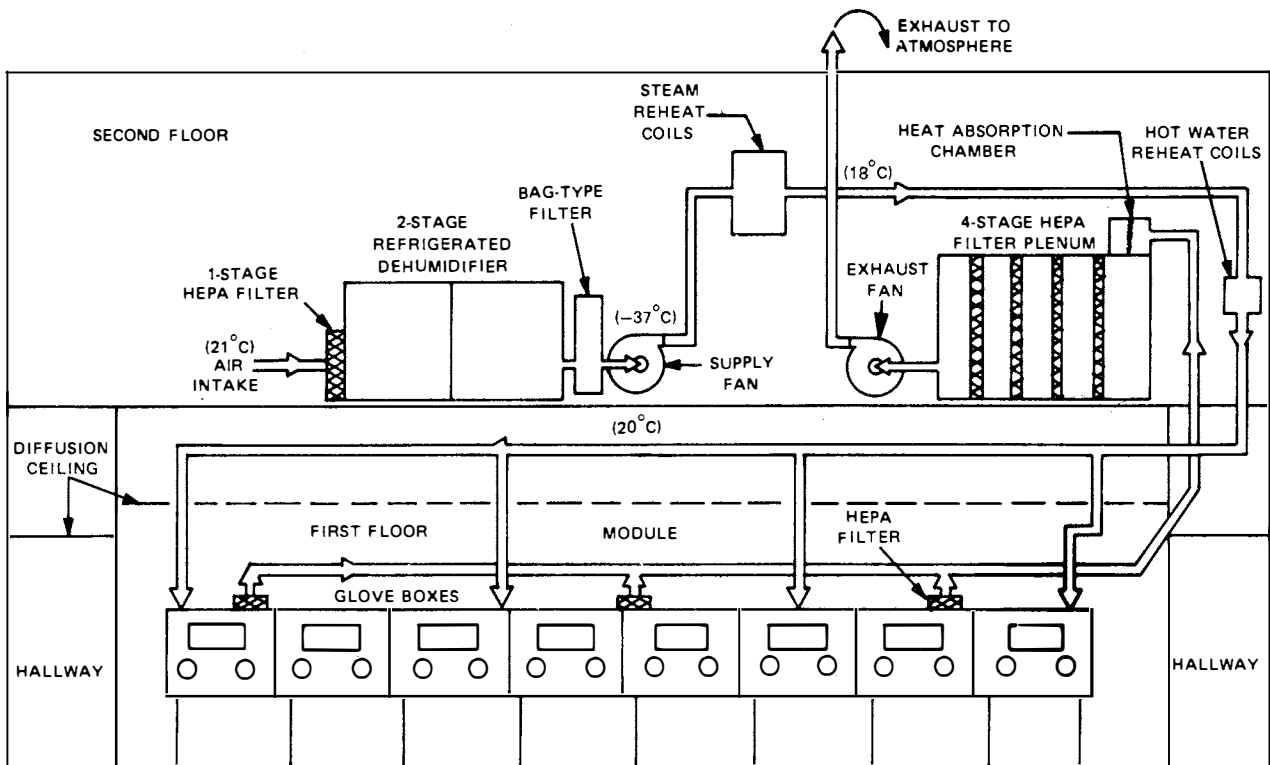 EXHAUST TO
ATMOSPHERE
STEAM
REHEAT
COILS
SECOND FLOOR
HEAT ABSORPTION
CHAMBER
HOT WATER
REHEAT COILS
(18°C)
BAG-TYPE
FILTER
2-STAGE
REFRIGERATED
DEHUMIDIFIER
4-STAGE HEPA
FILTER PLENUM
1-STAGE
HEPA FILTER
EXHAUST
FAN
(−37°C)
(21°C)
AIR
INTAKE
SUPPLY
FAN
(20°C)
DIFFUSION
CEILING
FIRST FLOOR
MODULE
HEPA
FILTER
GLOVE BOXES
HALLWAY
HALLWAY